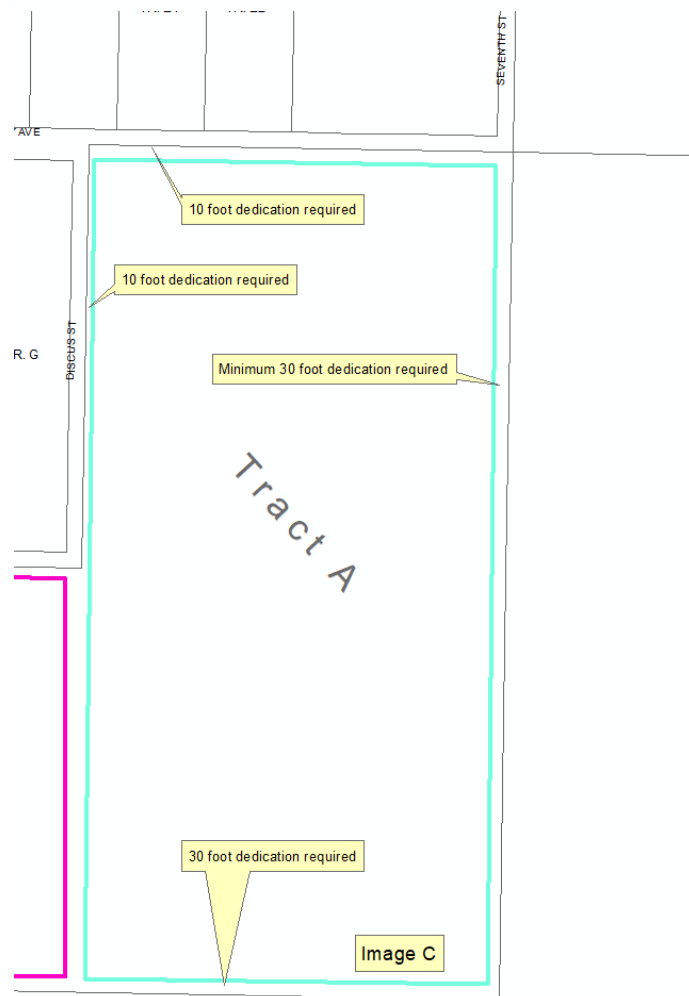 SEVENTH ST
AVE
10 foot dedication required
10 foot dedication required
DISCUS ST
R. G
Minimum 30 foot dedication required
Tract A
30 foot dedication required
Image C